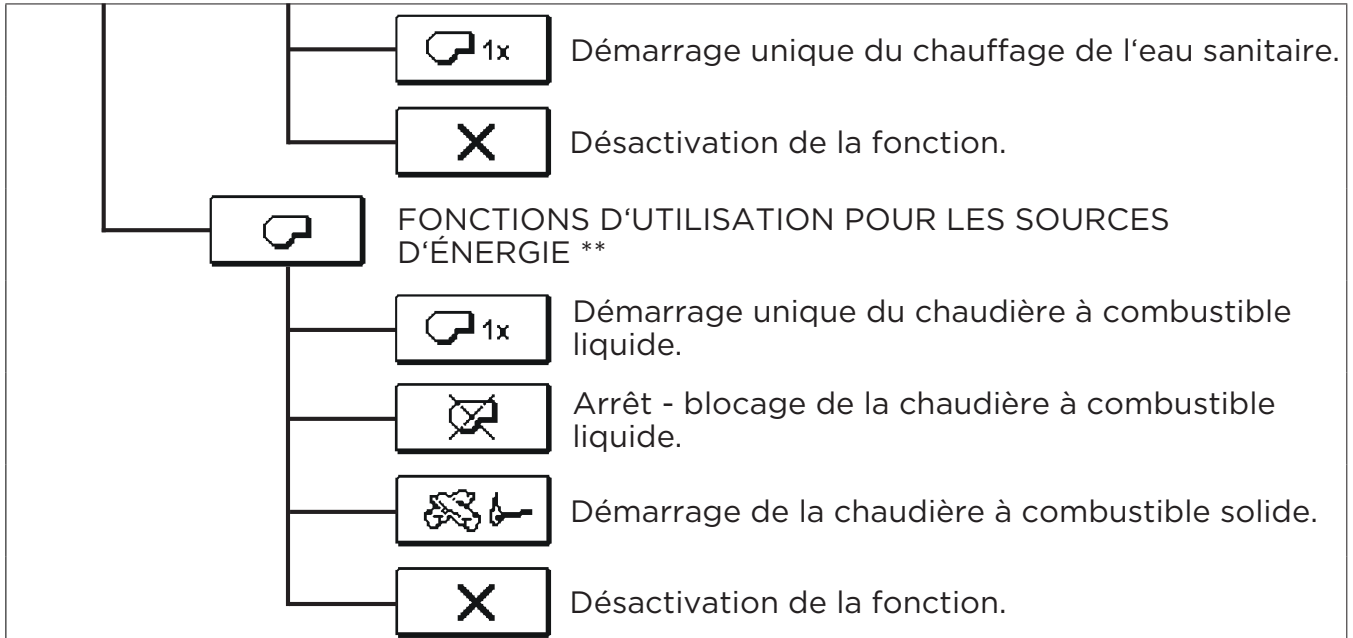 1x Démarrage unique du chauffage de l‘eau sanitaire.
Désactivation de la fonction.
FONCTIONS D‘UTILISATION POUR LES SOURCES
D‘ÉNERGIE **
1x Démarrage unique du chaudière à combustible
liquide.
Arrêt - blocage de la chaudière à combustible
liquide.
Démarrage de la chaudière à combustible solide.
Désactivation de la fonction.